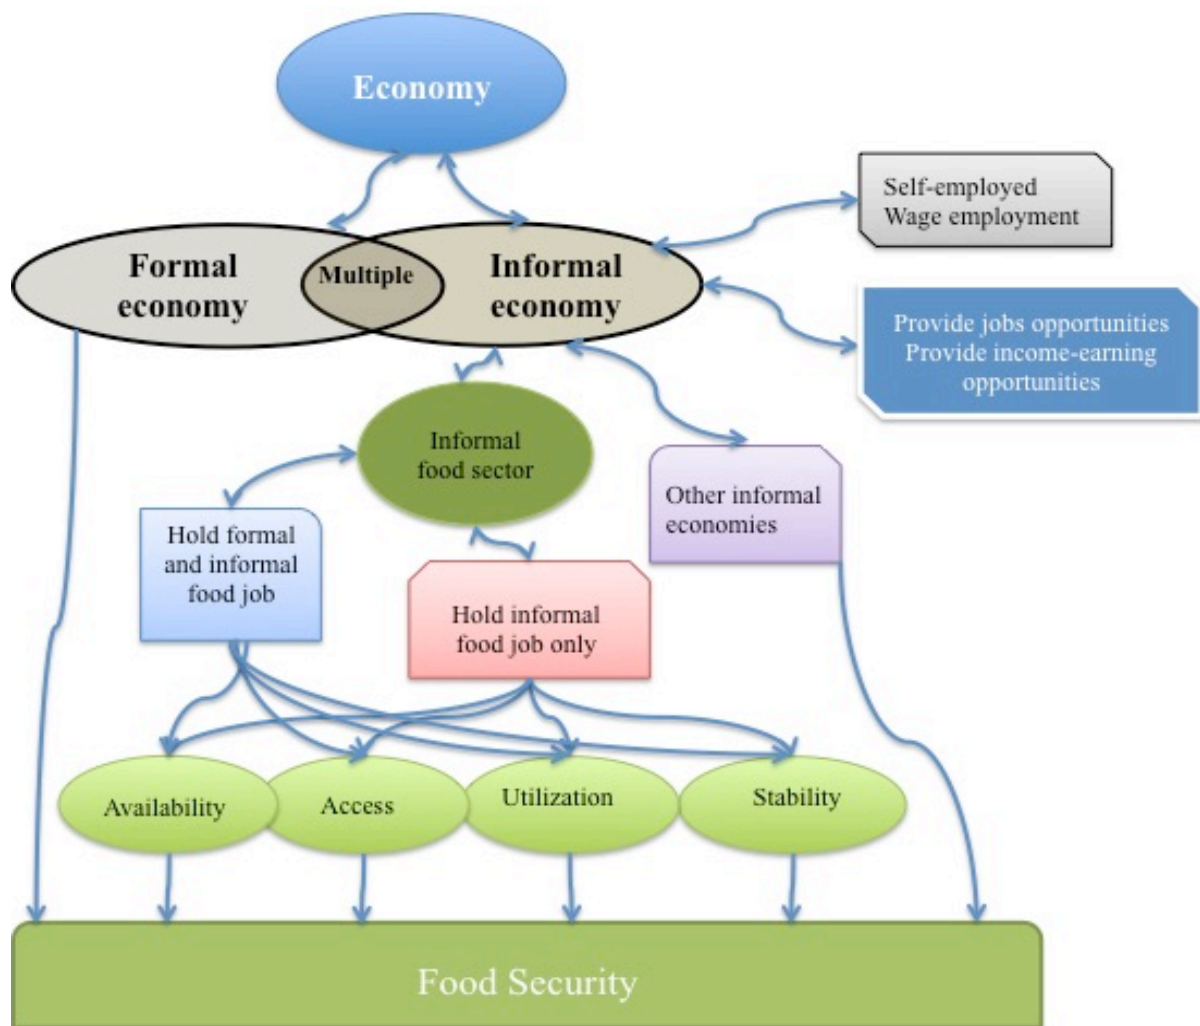 Economy
Self-employed
Wage employment
Formal
economy
Multiple
Informal
economy
Provide jobs opportunities
Provide income-earning
opportunities
Informal
food sector
Other informal
economies
Hold formal
and informal
food job
Hold informal
food job only
Availability
Access
Utilization
Stability
Food Security